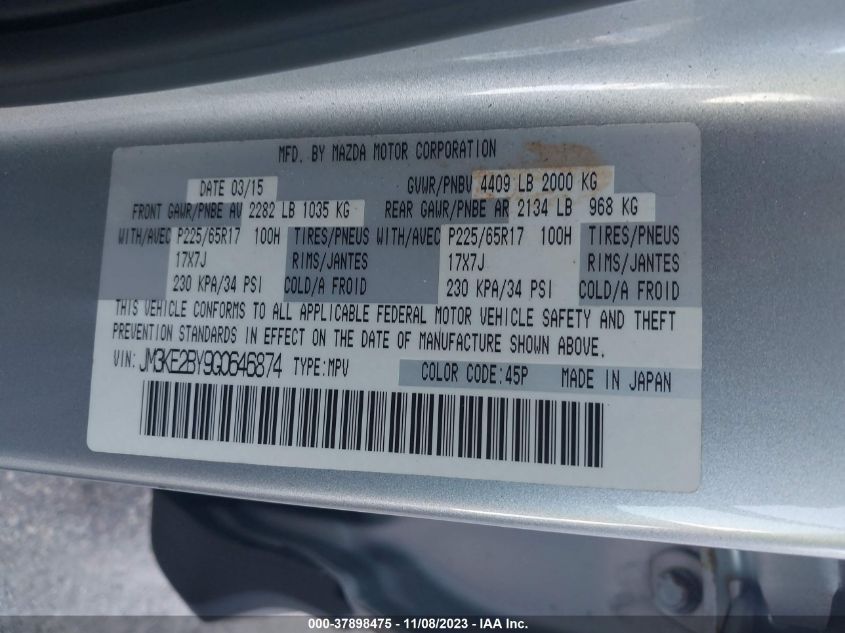 MFD. BY MAZDA MOTOR CORPORATION
DATE 03/15 GVWR/PNBV 4409 LB 2000 KG
FRONT GAWR/PNBE AV 2282 LB 1035 KG REAR GAWR/PNBE AR 2134 LB 968 KG
WITH/AVEC P225/65R17 100H TIRES/PNEUS WITH/AVEC P225/65R17 100H TIRES/PNEUS
17X7J RIMS/JANTES 17X7J RIMS/JANTES
230 KPA/34 PSI COLD/A FROID 230 KPA/34 PSI COLD/A FROID
THIS VEHICLE CONFORMS TO ALL APPLICABLE FEDERAL MOTOR VEHICLE SAFETY AND THEFT
PREVENTION STANDARDS IN EFFECT ON THE DATE OF MANUFACTURE SHOWN ABOVE.
VIN: JM3KE2BY9G0646874 TYPE:MPV COLOR CODE:45P MADE IN JAPAN
000-37898475 - 11/08/2023 - IAA Inc.